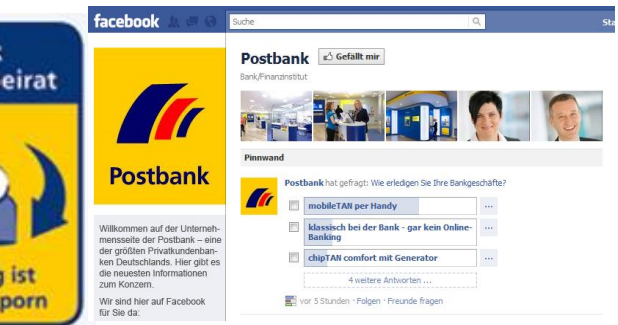 eirat
g ist
porn
facebook
Suche
Sta
Postbank
Gefällt mir
Bank/Finanzinstitut
Postbank
Pinnwand
Postbank hat gefragt: Wie erledigen Sie Ihre Bankgeschäfte?
mobileTAN per Handy
...
klassisch bei der Bank - gar kein Online-
Banking
...
chipTAN comfort mit Generator
...
4 weitere Antworten ...
vor 5 Stunden · Folgen · Freunde fragen
Willkommen auf der Unterneh-
mensseite der Postbank – eine
der größten Privatkundenban-
ken Deutschlands. Hier gibt es
die neuesten Informationen
zum Konzern.
Wir sind hier auf Facebook
für Sie da: